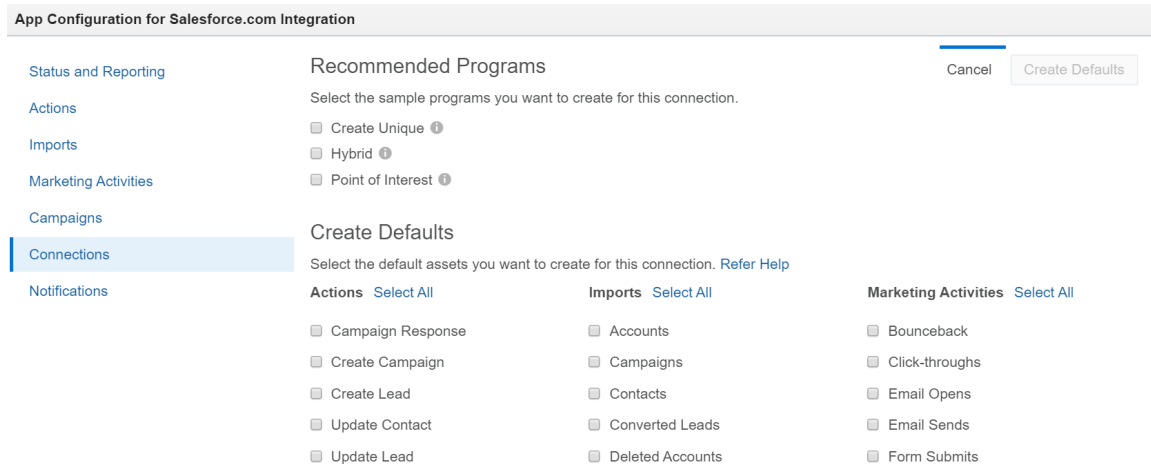 App Configuration for Salesforce.com Integration
Status and Reporting
Actions
Imports
Marketing Activities
Campaigns
Connections
Notifications
Recommended Programs
Cancel Create Defaults
Select the sample programs you want to create for this connection.
Create Unique
Hybrid
Point of Interest
Create Defaults
Select the default assets you want to create for this connection. Refer Help
Actions Select All Imports Select All Marketing Activities Select All
Campaign Response Accounts Bounceback
Create Campaign Campaigns Click-throughs
Create Lead Contacts Email Opens
Update Contact Converted Leads Email Sends
Update Lead Deleted Accounts Form Submits